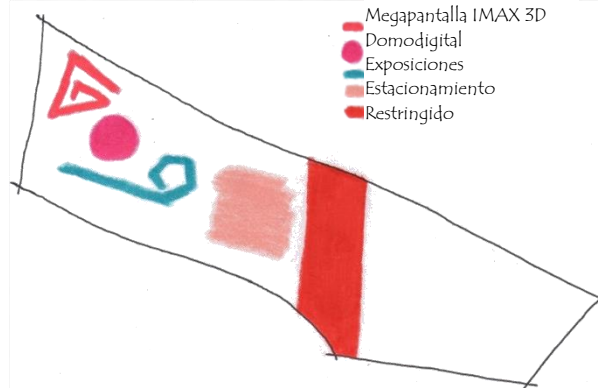 Megapantalla IMAX 3D
Domodigital
Exposiciones
Estacionamiento
Restringido